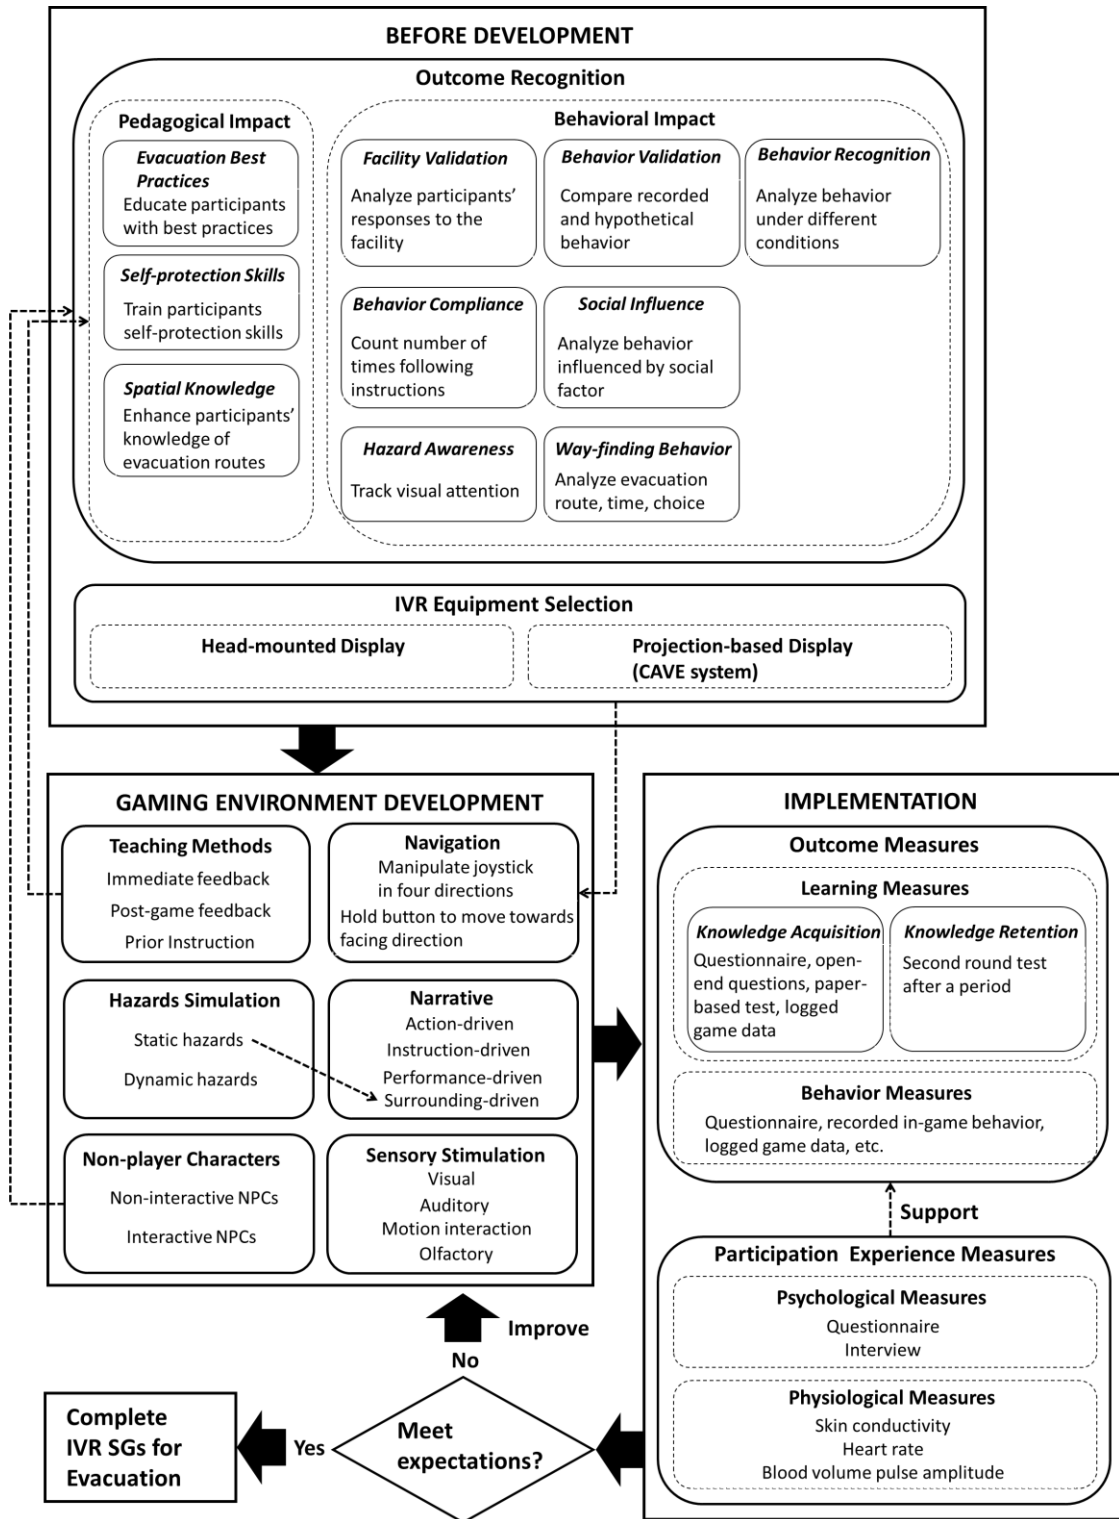 BEFORE DEVELOPMENT
Outcome Recognition
Pedagogical Impact
Evacuation Best
Practices
Educate participants
with best practices
Self-protection Skills
Train participants
self-protection skills
Spatial Knowledge
Enhance participants'
knowledge of
evacuation routes
Behavioral Impact
Facility Validation
Analyze participants'
responses to the
facility
Behavior Validation
Compare recorded
and hypothetical
behavior
Behavior Recognition
Analyze behavior
under different
conditions
Behavior Compliance
Count number of
times following
instructions
Social Influence
Analyze behavior
influenced by social
factor
Hazard Awareness
Track visual attention
Way-finding Behavior
Analyze evacuation
route, time, choice
IVR Equipment Selection
Head-mounted Display
Projection-based Display
(CAVE system)
GAMING ENVIRONMENT DEVELOPMENT
Teaching Methods
Immediate feedback
Post-game feedback
Prior Instruction
Navigation
Manipulate joystick
in four directions
Hold button to move towards
facing direction
Hazards Simulation
Static hazards
Dynamic hazards
Narrative
Action-driven
Instruction-driven
Performance-driven
Surrounding-driven
Non-player Characters
Non-interactive NPCs
Interactive NPCs
Sensory Stimulation
Visual
Auditory
Motion interaction
Olfactory
IMPLEMENTATION
Outcome Measures
Learning Measures
Knowledge Acquisition
Questionnaire, open-
end questions, paper-
based test, logged
game data
Knowledge Retention
Second round test
after a period
Behavior Measures
Questionnaire, recorded in-game behavior,
logged game data, etc.
Support
Participation Experience Measures
Psychological Measures
Questionnaire
Interview
Physiological Measures
Skin conductivity
Heart rate
Blood volume pulse amplitude
Improve
No
Meet
expectations?
Yes
Complete
IVR SGs for
Evacuation